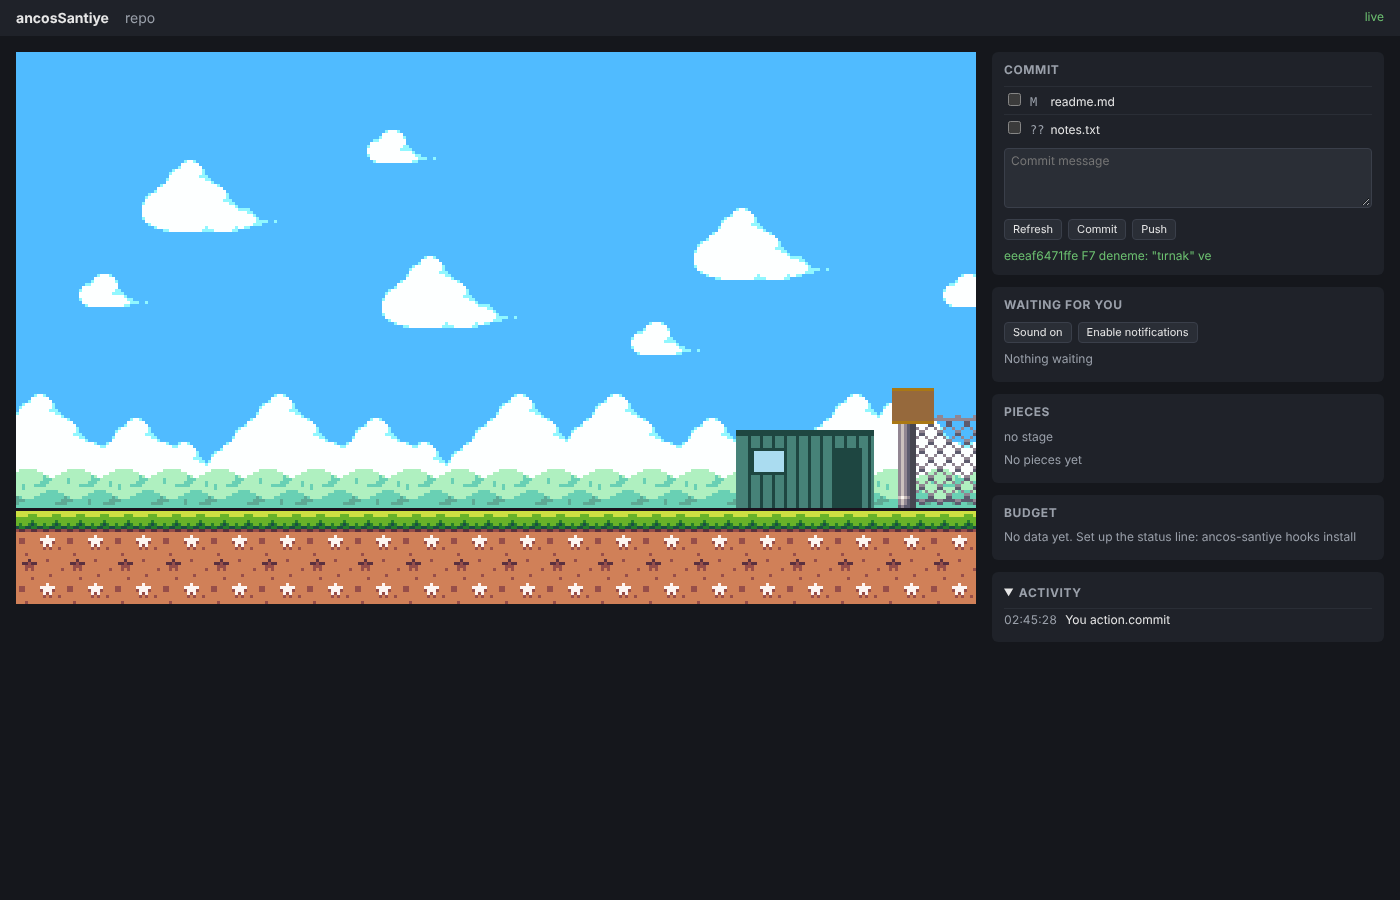 ancosSantiye repo live
COMMIT
M readme.md
?? notes.txt
Commit message
Refresh Commit Push
eeeaf6471ffe F7 deneme: "tırnak" ve
WAITING FOR YOU
Sound on Enable notifications
Nothing waiting
PIECES
no stage
No pieces yet
BUDGET
No data yet. Set up the status line: ancos-santiye hooks install
▼ ACTIVITY
02:45:28 You action.commit